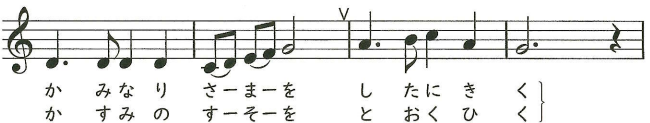 か みなり さーまーを し たに き く
か すみの すーそーを と おく ひ く